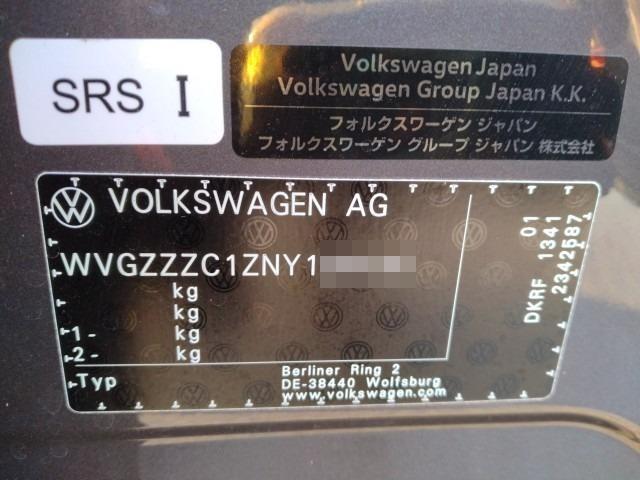 SRS I
Volkswagen Japan
Volkswagen Group Japan K.K.
フォルクスワーゲン ジャパン
フォルクスワーゲン グループ ジャパン 株式会社
VOLKSWAGEN AG
WVGZZZC1ZNY1
kg
kg
1- kg
2- kg
Typ
Berliner Ring 2
DE-38440 Wolfsburg
www.volkswagen.com
01
DKRF 1341
2342587